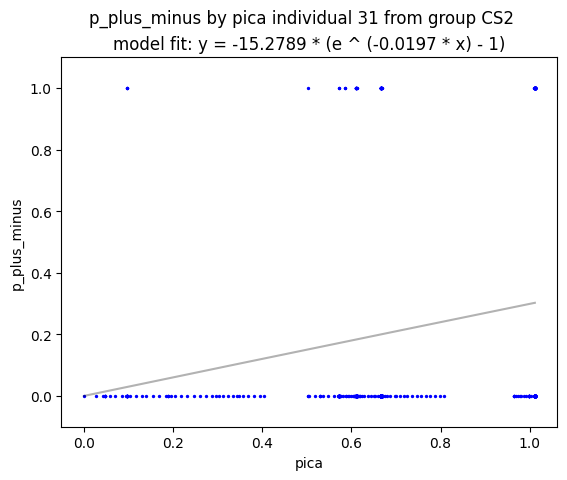 p_plus_minus by pica individual 31 from group CS2
model fit: y = -15.2789 * (e ^ (-0.0197 * x) - 1)
1.0
0.8
0.6
0.4
0.2
0.0
p_plus_minus
0.0 0.2 0.4 0.6 0.8 1.0
pica